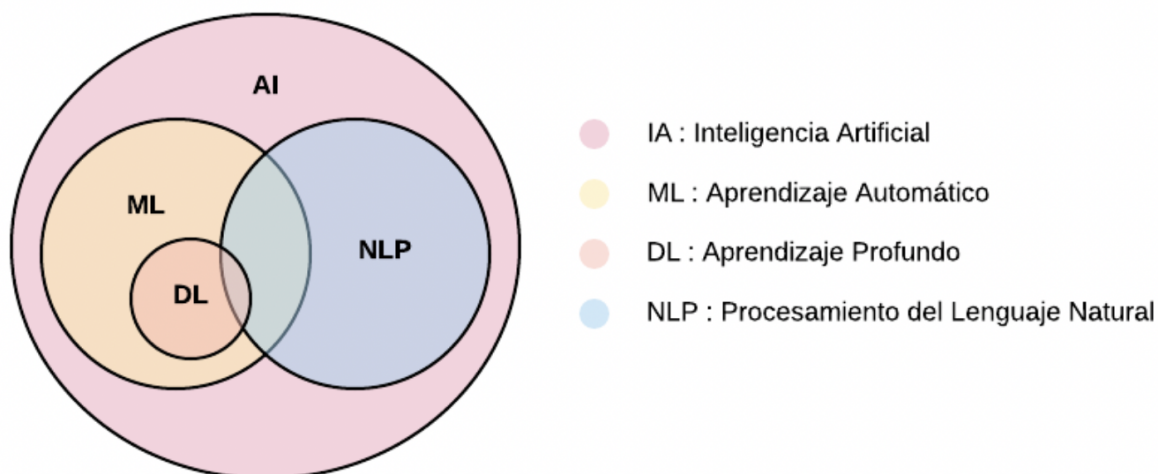 AI
ML
NLP
DL
IA : Inteligencia Artificial
ML : Aprendizaje Automático
DL : Aprendizaje Profundo
NLP : Procesamiento del Lenguaje Natural